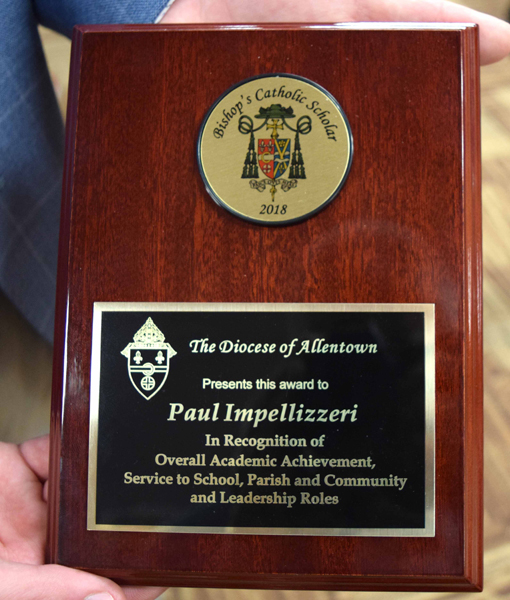 Bishop's Catholic Scholar
2018
The Diocese of Allentown
Presents this award to
Paul Impellizzeri
In Recognition of
Overall Academic Achievement,
Service to School, Parish and Community
and Leadership Roles